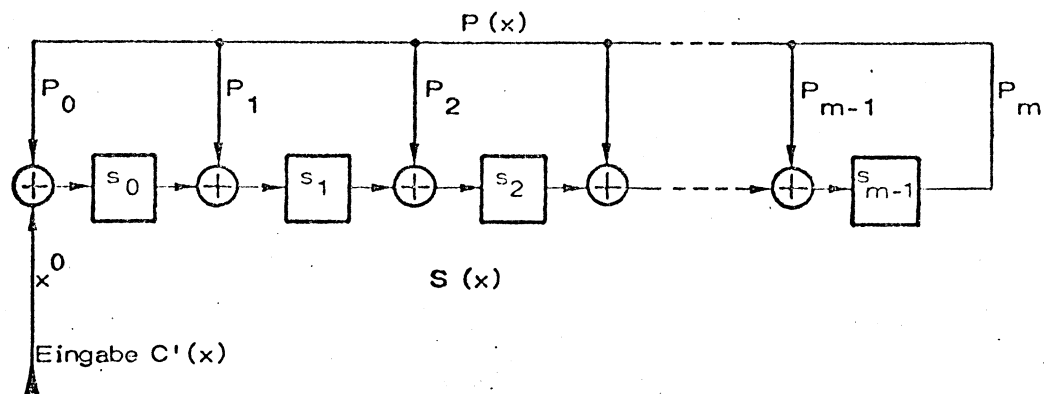 P (x)
P0 P1 P2 Pm-1 Pm
s0 s1 s2 sm-1
x0
S (x)
Eingabe C'(x)